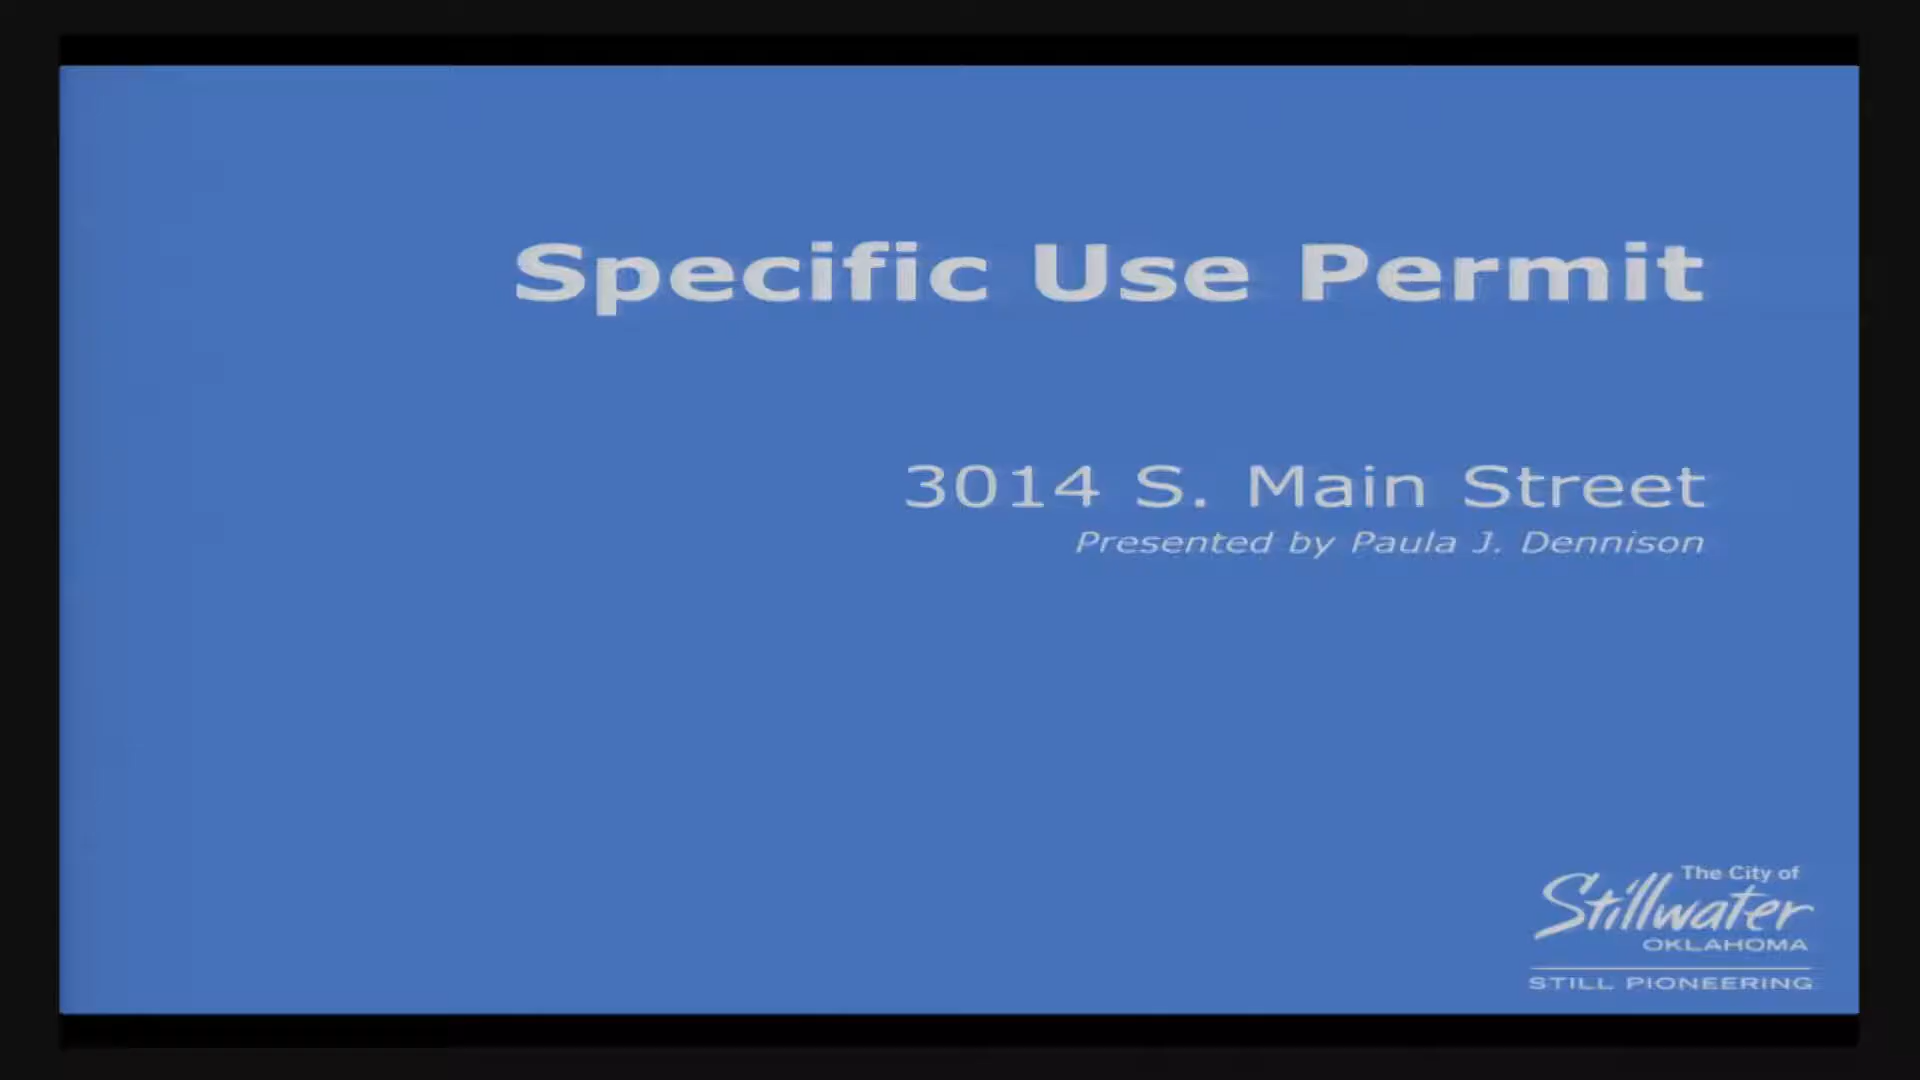 Specific Use Permit
3014 S. Main Street
Presented by Paula J. Dennison
The City of
Stillwater
OKLAHOMA
STILL PIONEERING